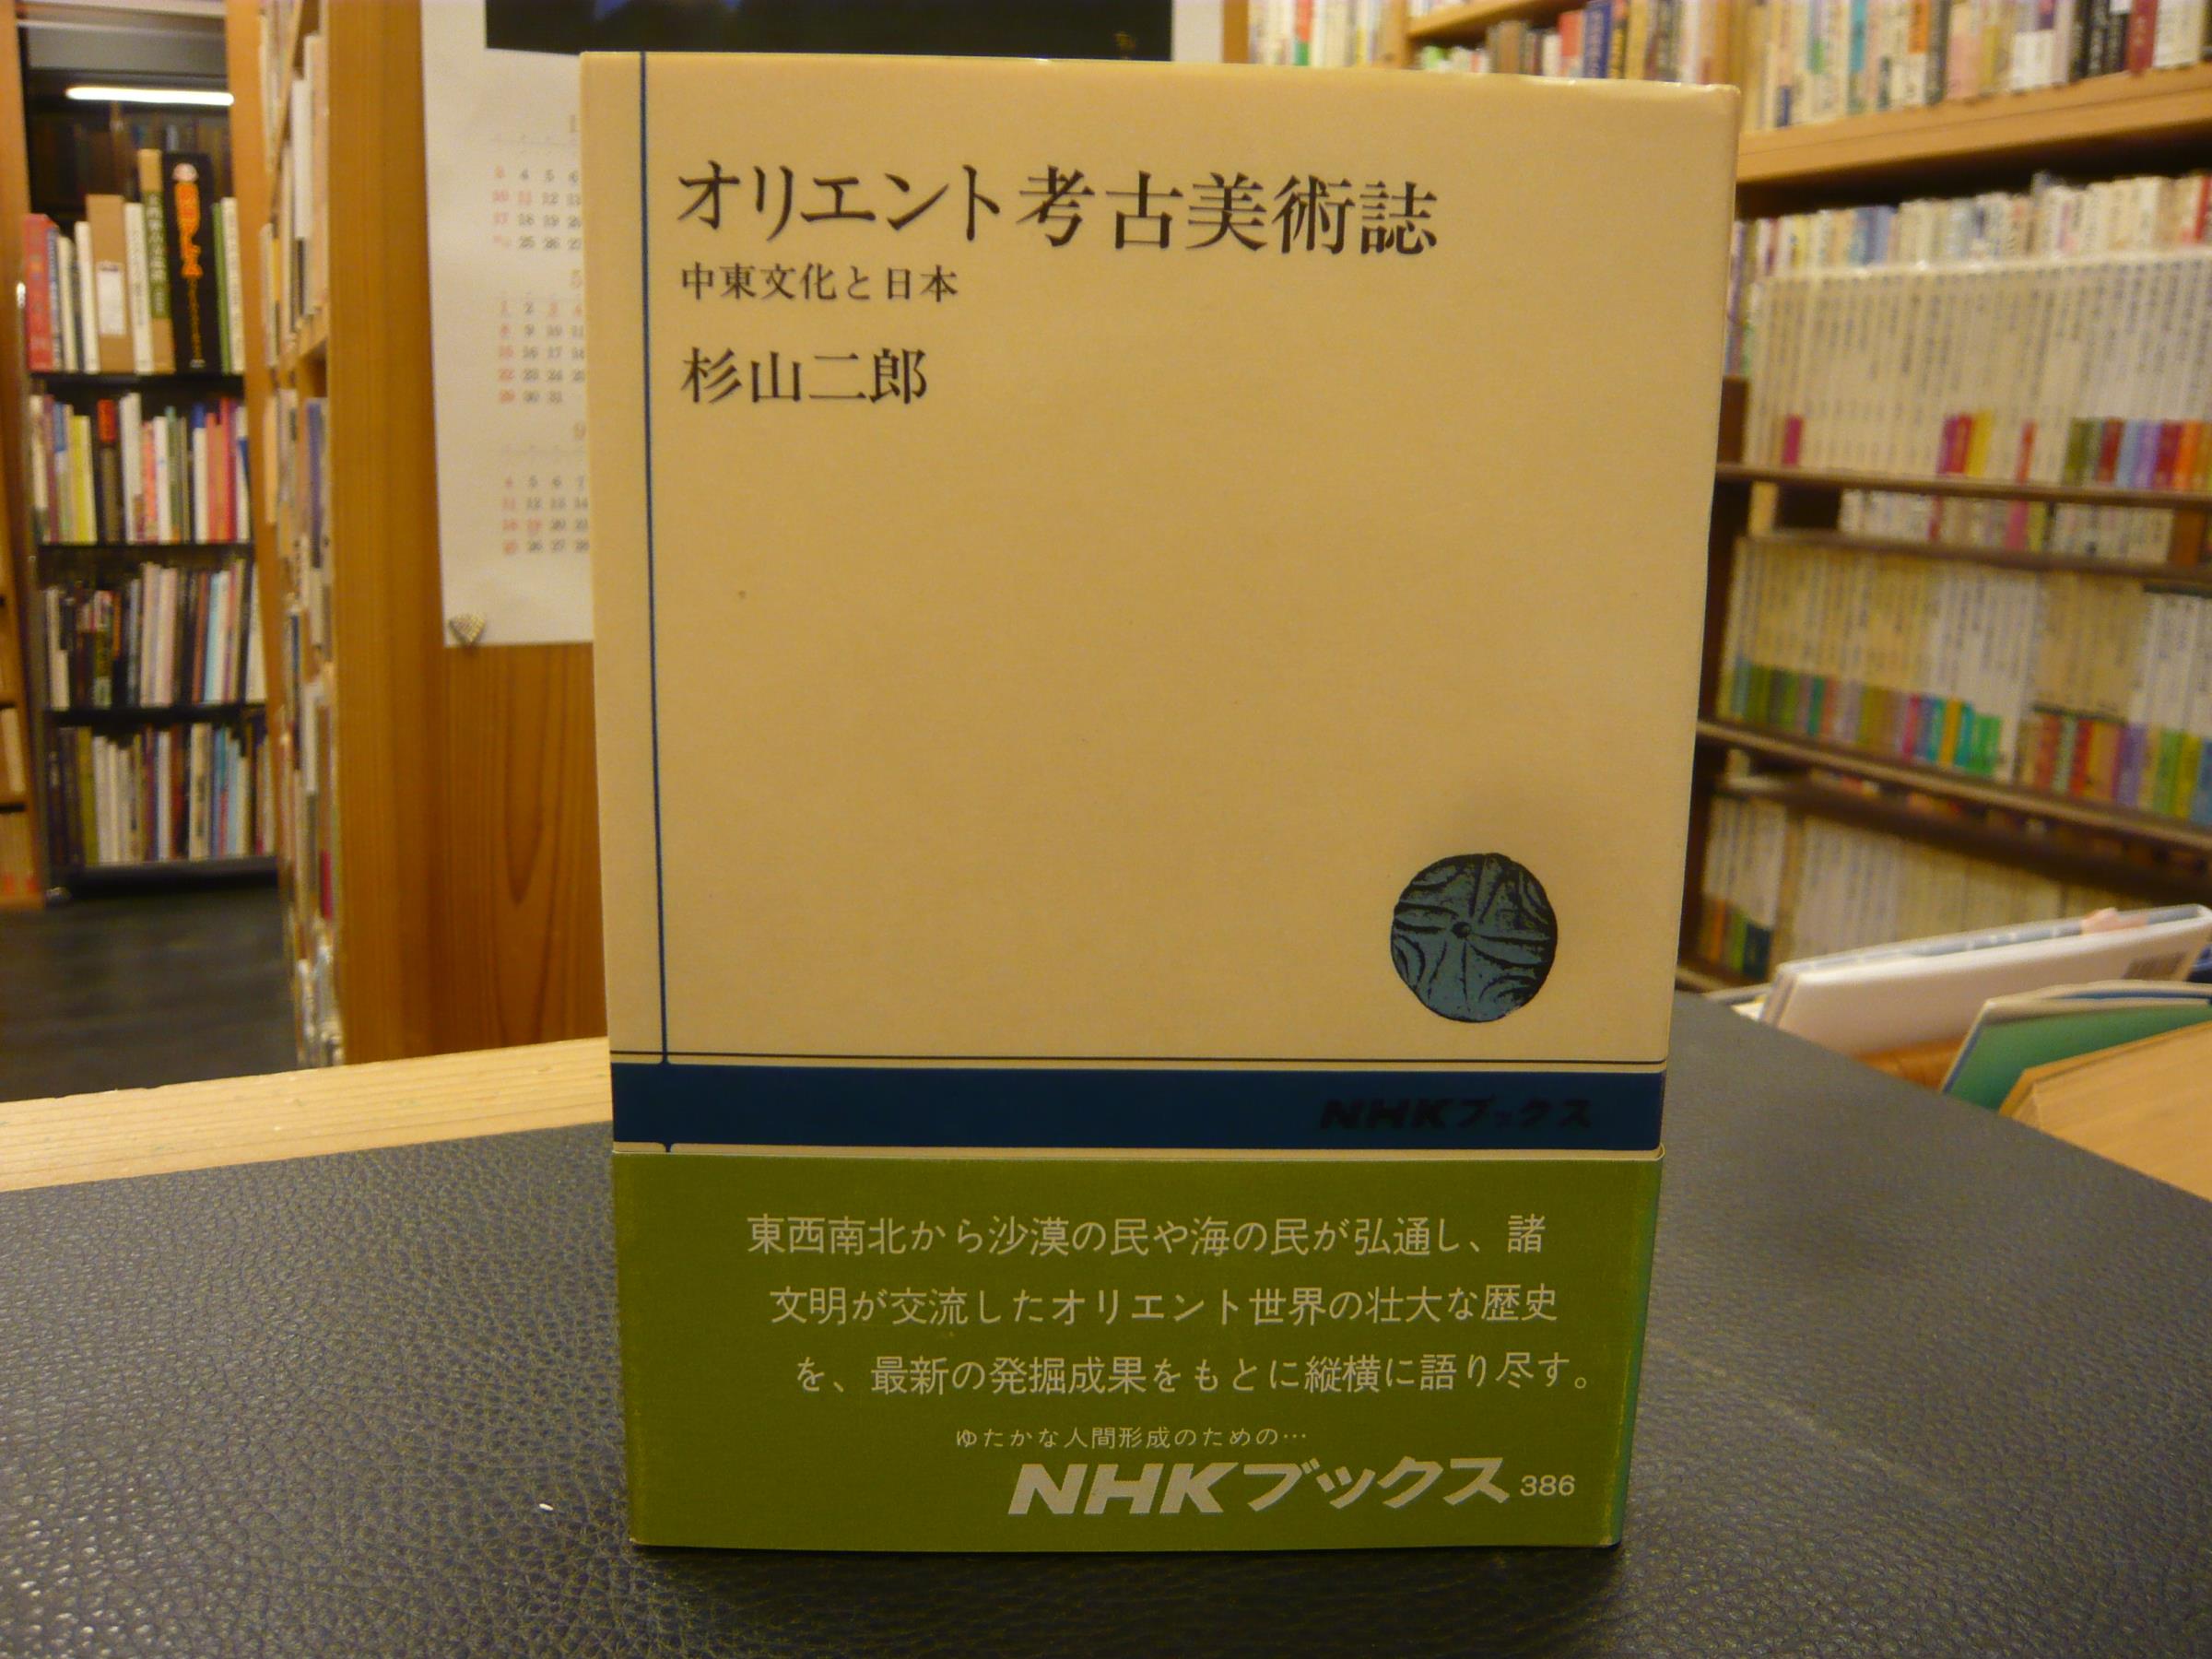 オリエント考古美術誌
中東文化と日本
杉山二郎
NHKブックス
東西南北から沙漠の民や海の民が弘通し、諸
文明が交流したオリエント世界の壮大な歴史
を、最新の発掘成果をもとに縦横に語り尽す。
ゆたかな人間形成のための…
NHKブックス 386